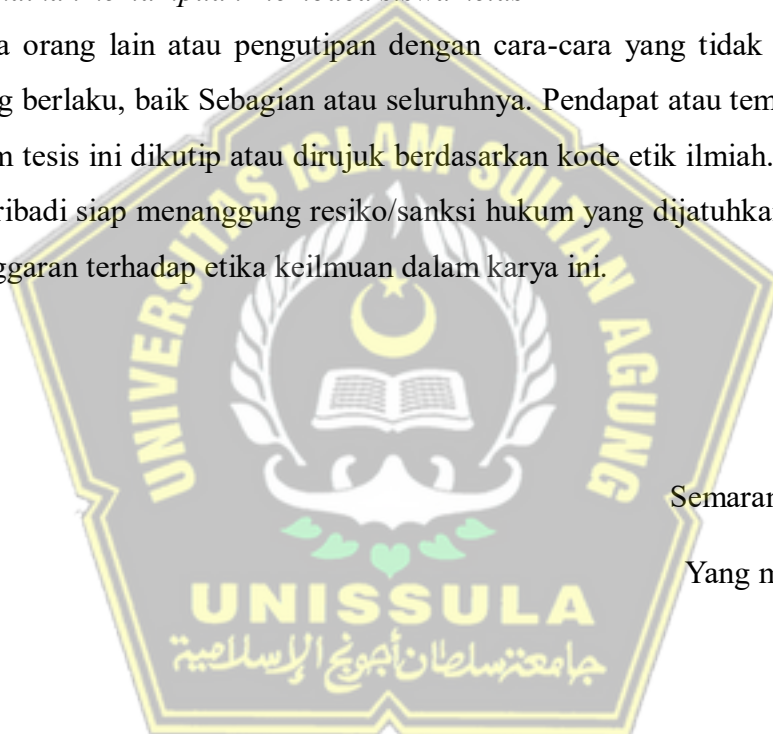 a orang lain atau pengutipan dengan cara-cara yang tidak
g berlaku, baik Sebagian atau seluruhnya. Pendapat atau tem
m tesis ini dikutip atau dirujuk berdasarkan kode etik ilmiah.
ribadi siap menanggung resiko/sanksi hukum yang dijatuhkan
ggaran terhadap etika keilmuan dalam karya ini.
UNIVERSITAS ISLAM SULTAN AGUNG
Semaran
Yang m
UNISSULA
جامعة سلطان أجونج الإسلامية